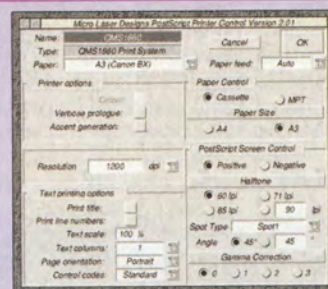 Micro Laser Designs PostScript Printer Control Version 2.01
Name: QMS1660
Type: QMS1660 Print System
Paper: A3 (Canon BX)
Cancel
OK
Paper feed: Auto
Printer options
Verbose prologue:
Accent generation:
Resolution 1200 dpi
Text printing options
Print title:
Print line numbers:
Text scale: 100 %
Text columns: 1
Page orientation: Portrait
Control codes: Standard
Paper Control
Cassette
MPT
Paper Size
A4
A3
PostScript Screen Control
Positive
Negative
Halftone
60 lpi
71 lpi
85 lpi
90 lpi
Spot Type Spot1
Angle 45° 45 °
Gamma Correction
0
1
2
3